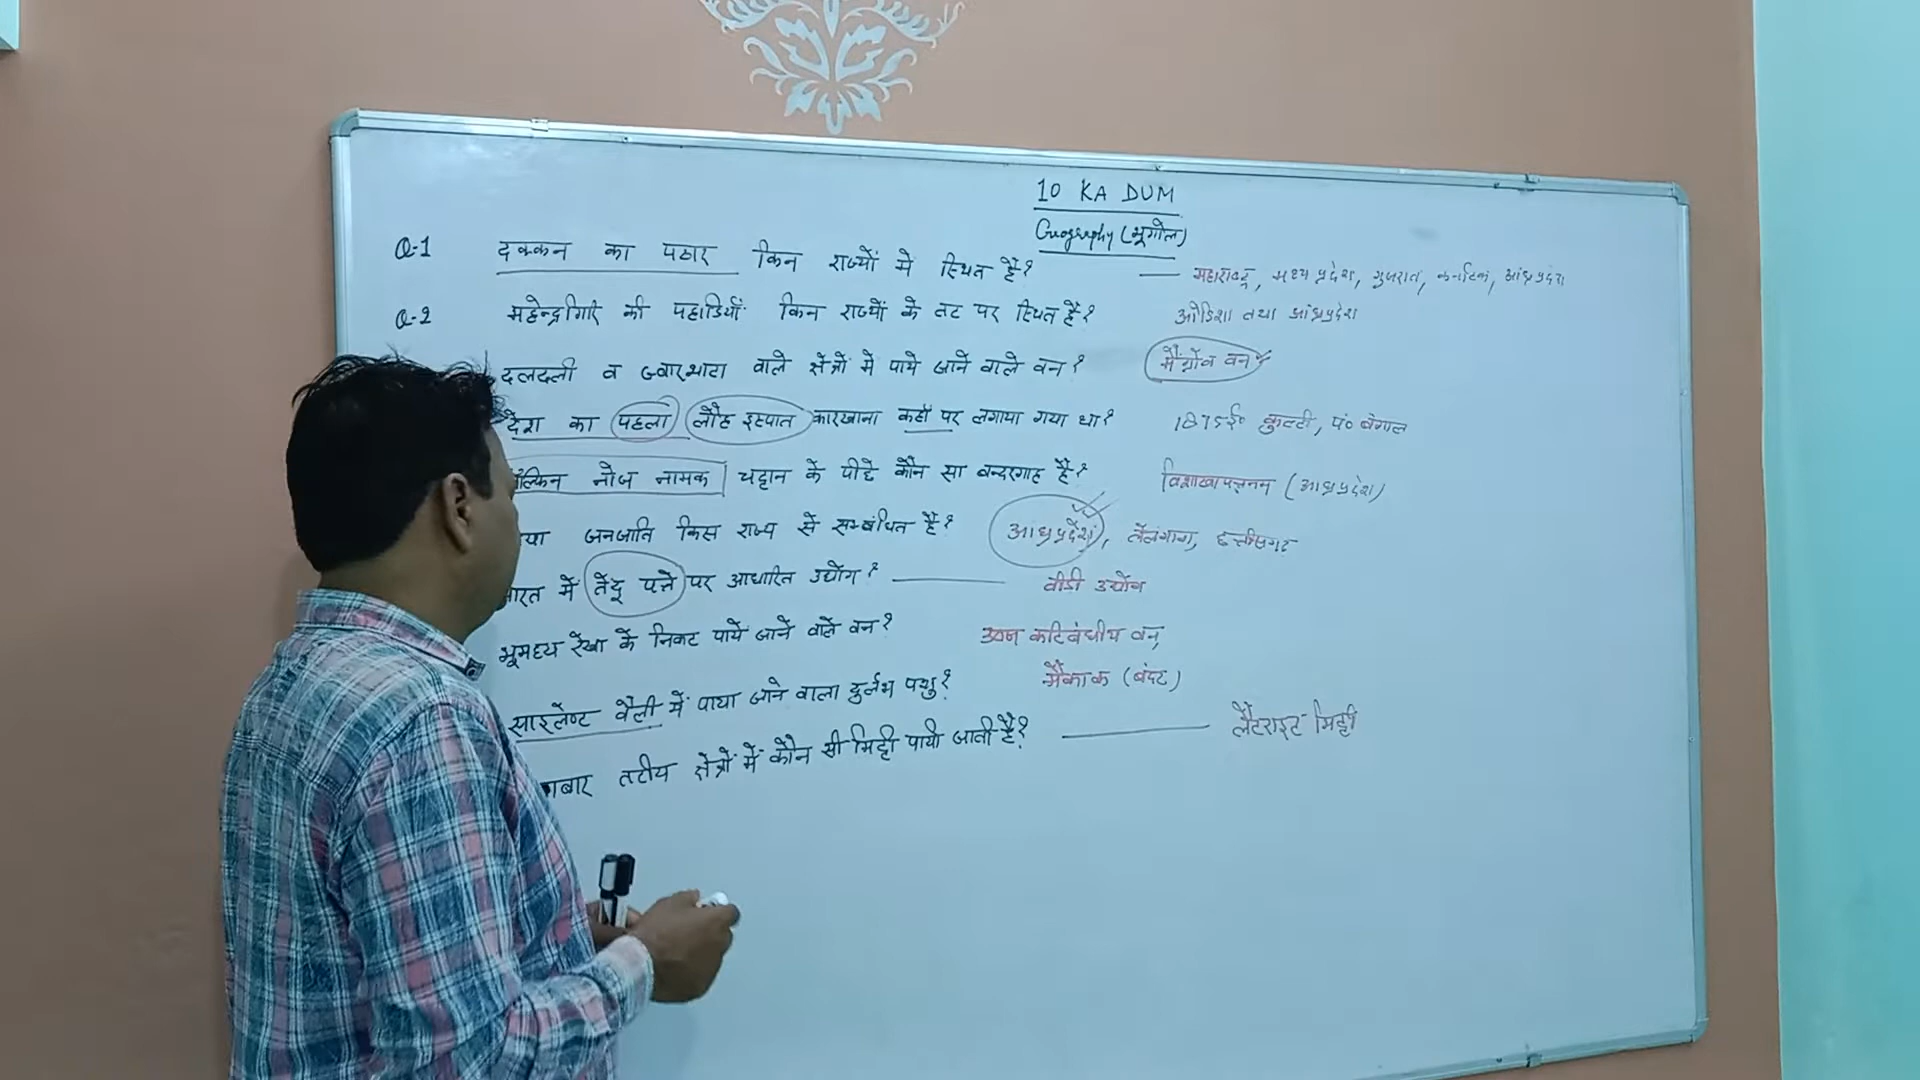 10 KA DUM
Geography (भूगोल)
Q-1 दक्कन का पठार किन राज्यों में स्थित है? — महाराष्ट्र, मध्य प्रदेश, गुजरात, कर्नाटक, आंध्र प्रदेश
Q-2 महेन्द्रगिरि की पहाडियाँ किन राज्यों के तट पर स्थित है? ओडिशा तथा आंध्रप्रदेश
दलदली व ज्वारभाटा वाले क्षेत्रों में पाये जाने वाले वन? मैंग्रोव वन
देश का पहला लौह इस्पात कारखाना कहाँ पर लगाया गया था? 1875ई० कुल्टी, पं० बंगाल
ल्फिन नोज नामक चट्टान के पीछे कौन सा बन्दरगाह है? विशाखापत्तनम (आंध्रप्रदेश)
या जनजाति किस राज्य से सम्बंधित है? आंध्रप्रदेश, तेलंगाना, छत्तीसगढ
ारत में तेंदू पत्ते पर आधारित उद्योग? — बीडी उद्योग
भूमध्य रेखा के निकट पाये जाने वाले वन? उष्ण कटिबंधीय वन,
साइलेण्ट वैली में पाया जाने वाला दुर्लभ पशु? मैकाक (बंदर)
ाबार तटीय क्षेत्रों में कौन सी मिट्टी पायी जाती है? — लैटेराइट मिट्टी